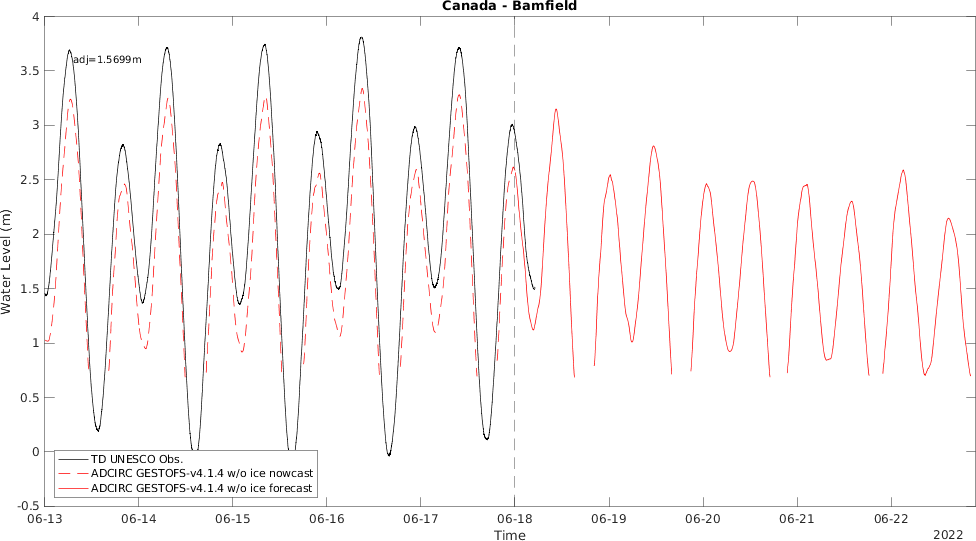 Canada - Bamfield
adj=1.5699m
4
3.5
3
2.5
2
1.5
1
0.5
0
-0.5
Water Level (m)
TD UNESCO Obs.
ADCIRC GESTOFS-v4.1.4 w/o ice nowcast
ADCIRC GESTOFS-v4.1.4 w/o ice forecast
06-13 06-14 06-15 06-16 06-17 06-18 06-19 06-20 06-21 06-22
Time
2022